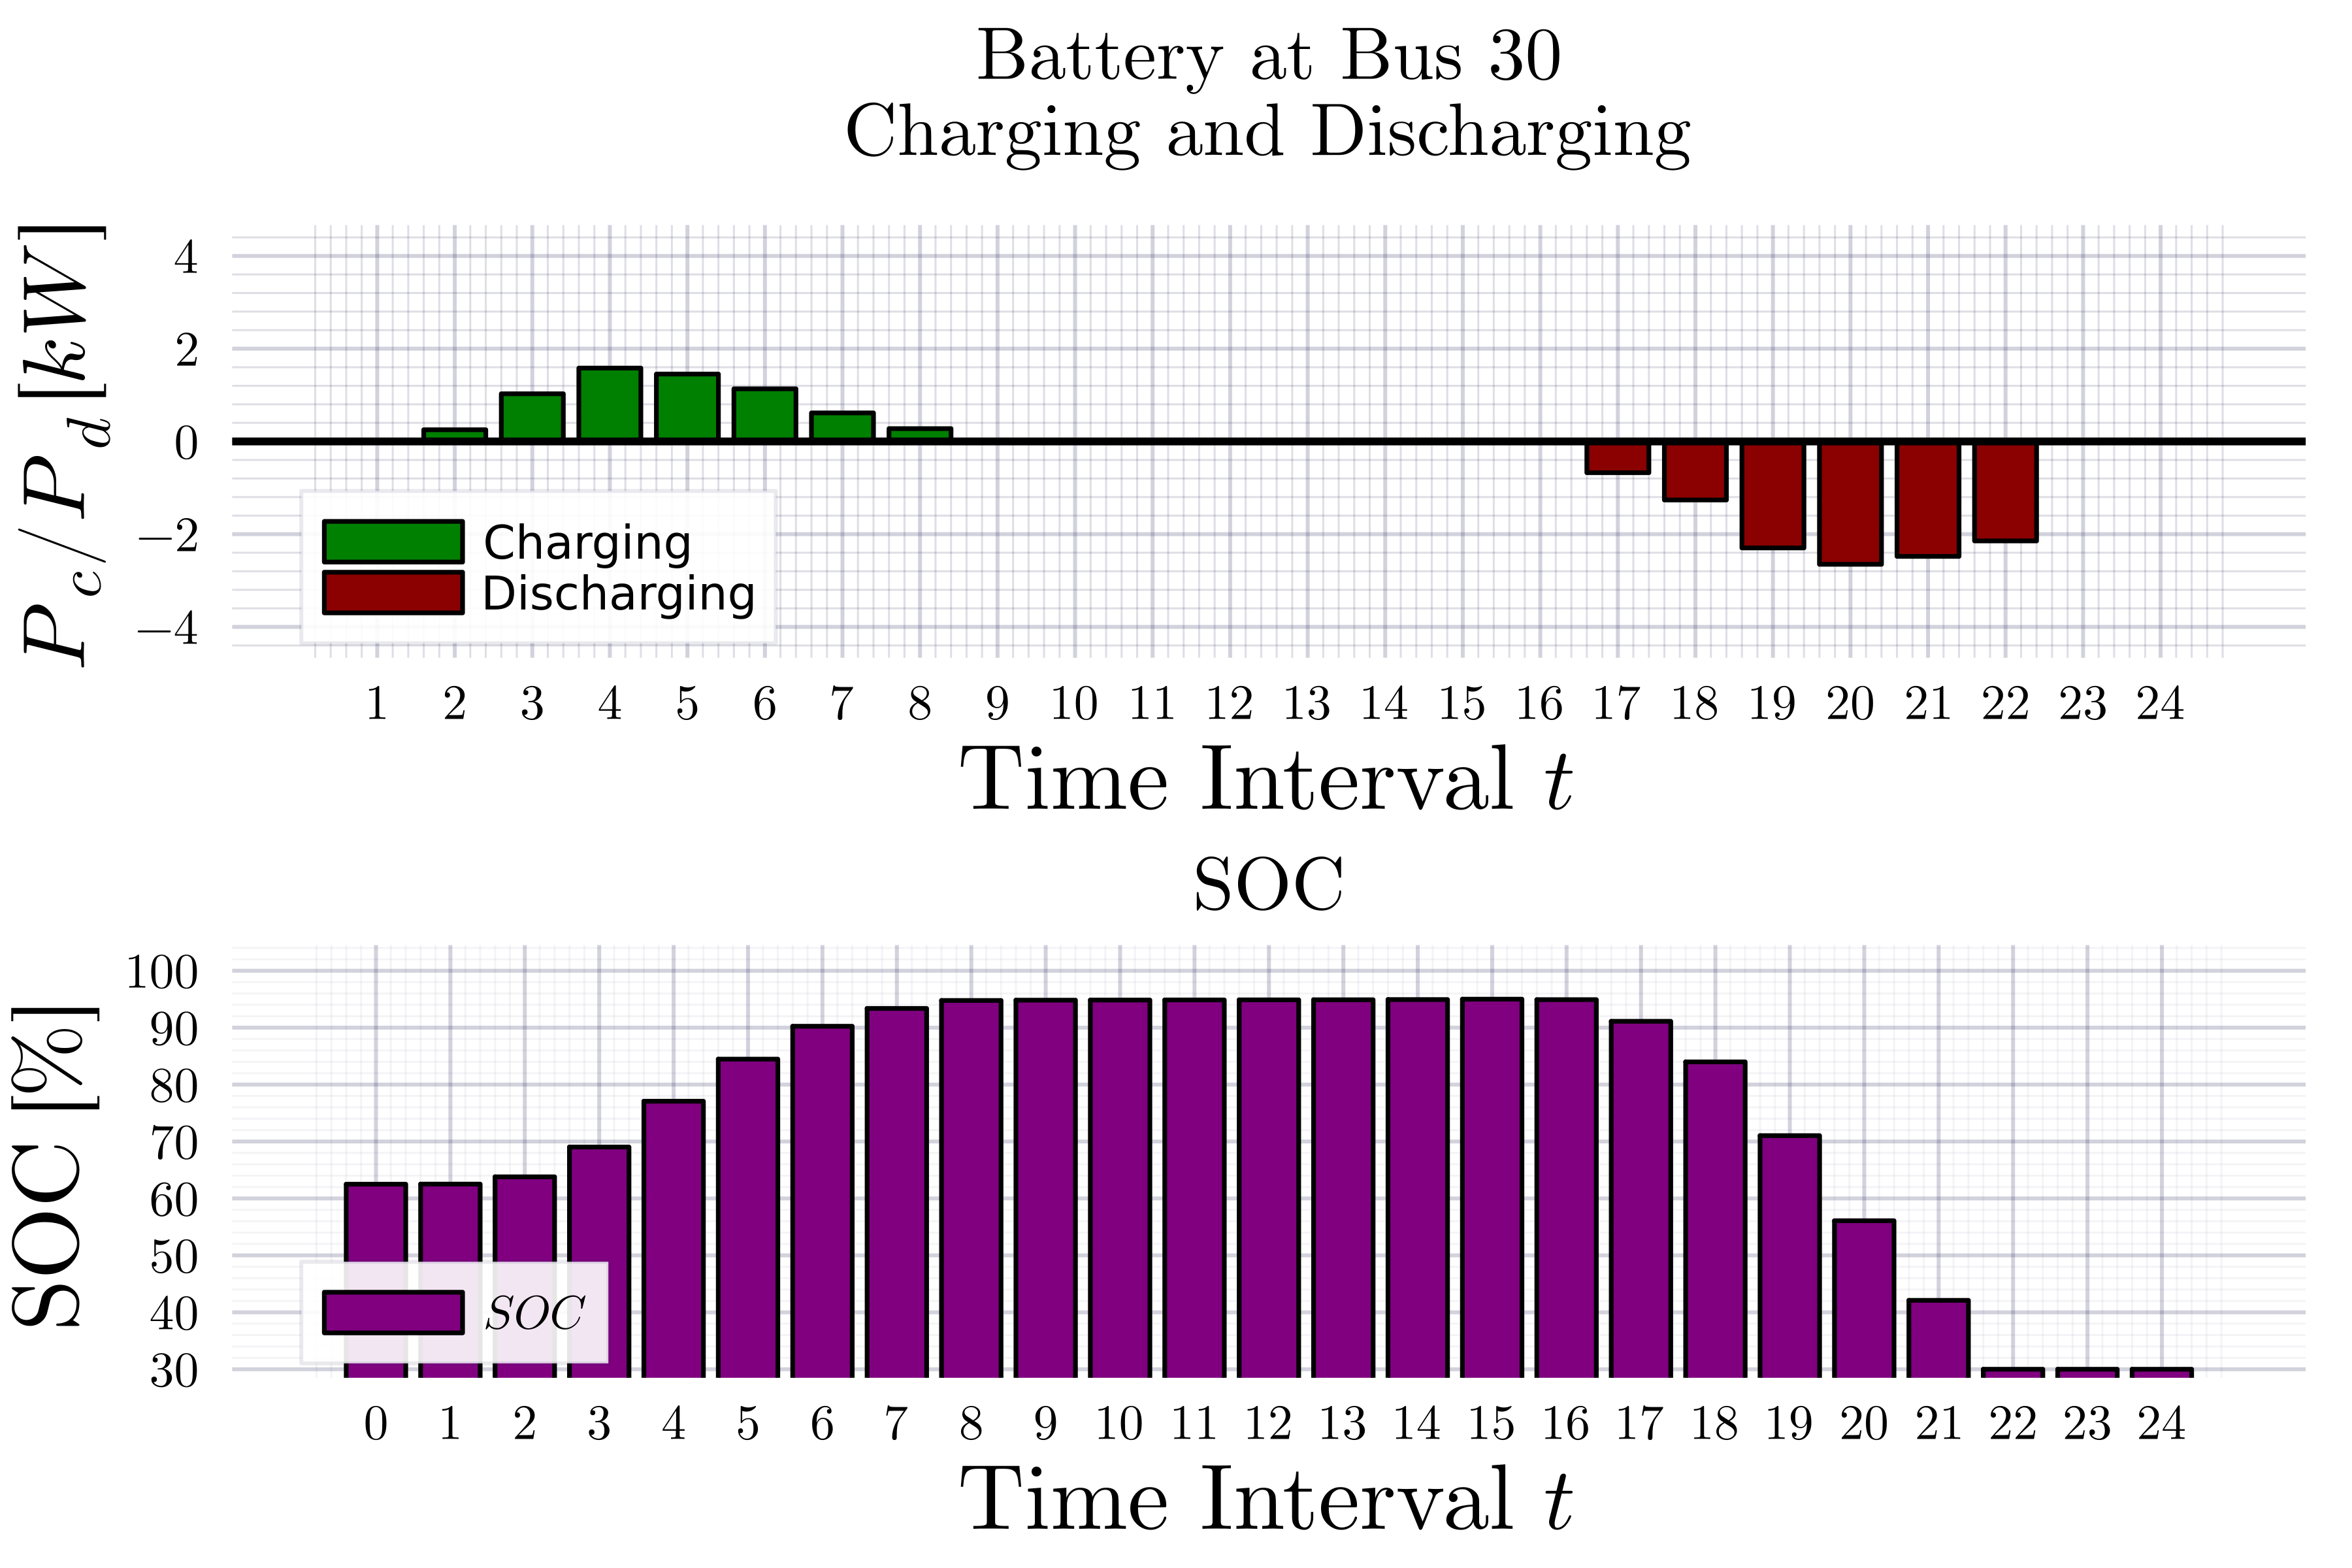 Battery at Bus 30
Charging and Discharging
P_c/P_d [kW]
4
2
0
−2
−4
Charging
Discharging
1 2 3 4 5 6 7 8 9 10 11 12 13 14 15 16 17 18 19 20 21 22 23 24
Time Interval t
SOC
SOC [%]
100
90
80
70
60
50
40
30
SOC
0 1 2 3 4 5 6 7 8 9 10 11 12 13 14 15 16 17 18 19 20 21 22 23 24
Time Interval t